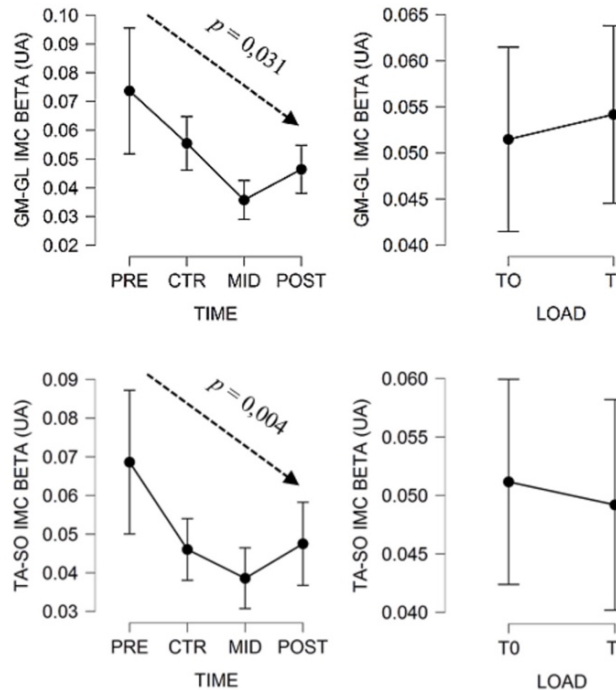 GM-GL IMC BETA (UA)
0.10
0.09
0.08
0.07
0.06
0.05
0.04
0.03
0.02
p = 0,031
PRE CTR MID POST
TIME
GM-GL IMC BETA (UA)
0.065
0.060
0.055
0.050
0.045
0.040
TO T
LOAD
TA-SO IMC BETA (UA)
0.09
0.08
0.07
0.06
0.05
0.04
0.03
p = 0,004
PRE CTR MID POST
TIME
TA-SO IMC BETA (UA)
0.060
0.055
0.050
0.045
0.040
T0 T
LOAD